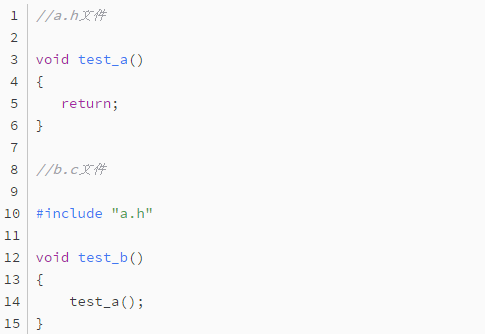 1 //a.h文件
2
3 void test_a()
4 {
5 return;
6 }
7
8 //b.c文件
9
10 #include "a.h"
11
12 void test_b()
13 {
14 test_a();
15 }